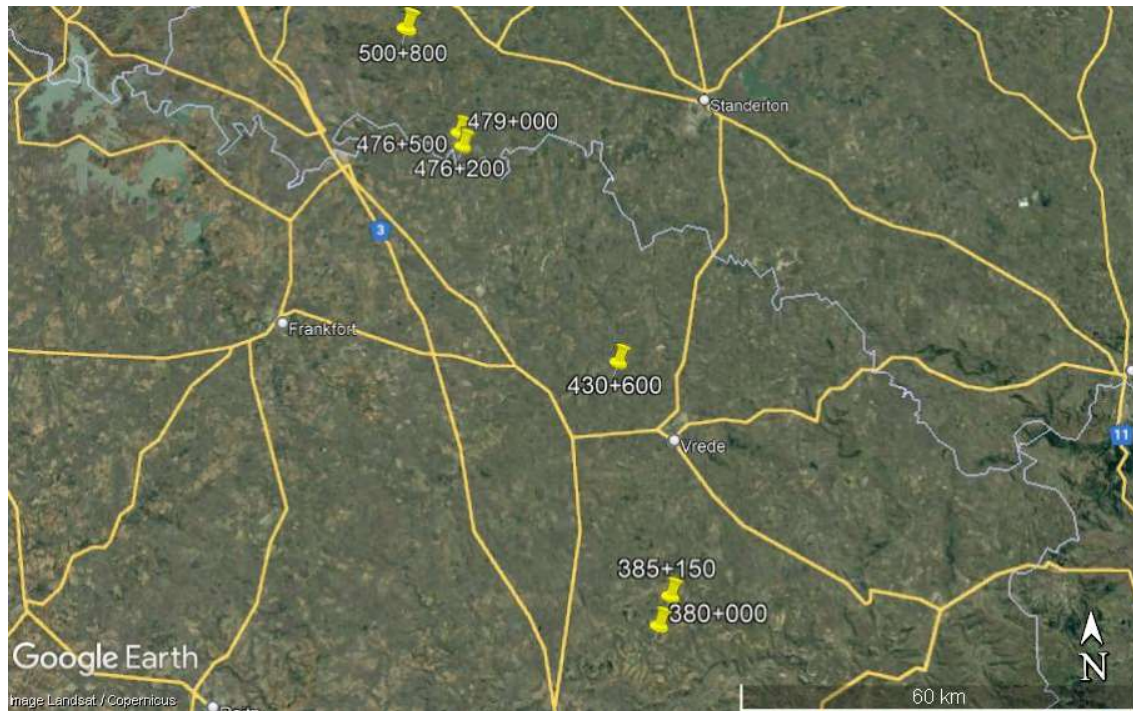 500+800
479+000
476+500
476+200
Standerton
3
Frankfort
430+600
Vrede
11
385+150
380+000
Google Earth
N
60 km
Image Landsat / Copernicus